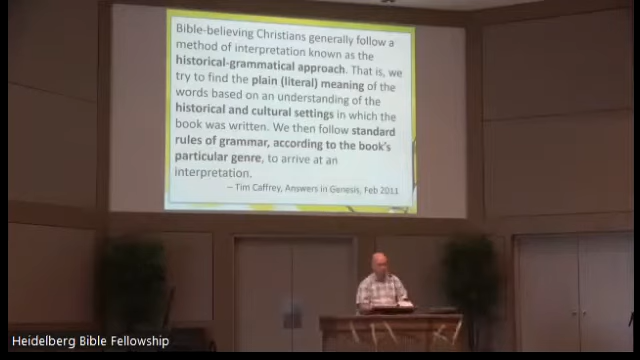 Bible-believing Christians generally follow a
method of interpretation known as the
historical-grammatical approach. That is, we
try to find the plain (literal) meaning of the
words based on an understanding of the
historical and cultural settings in which the
book was written. We then follow standard
rules of grammar, according to the book's
particular genre, to arrive at an
interpretation.
– Tim Caffrey, Answers in Genesis, Feb 2011
Heidelberg Bible Fellowship